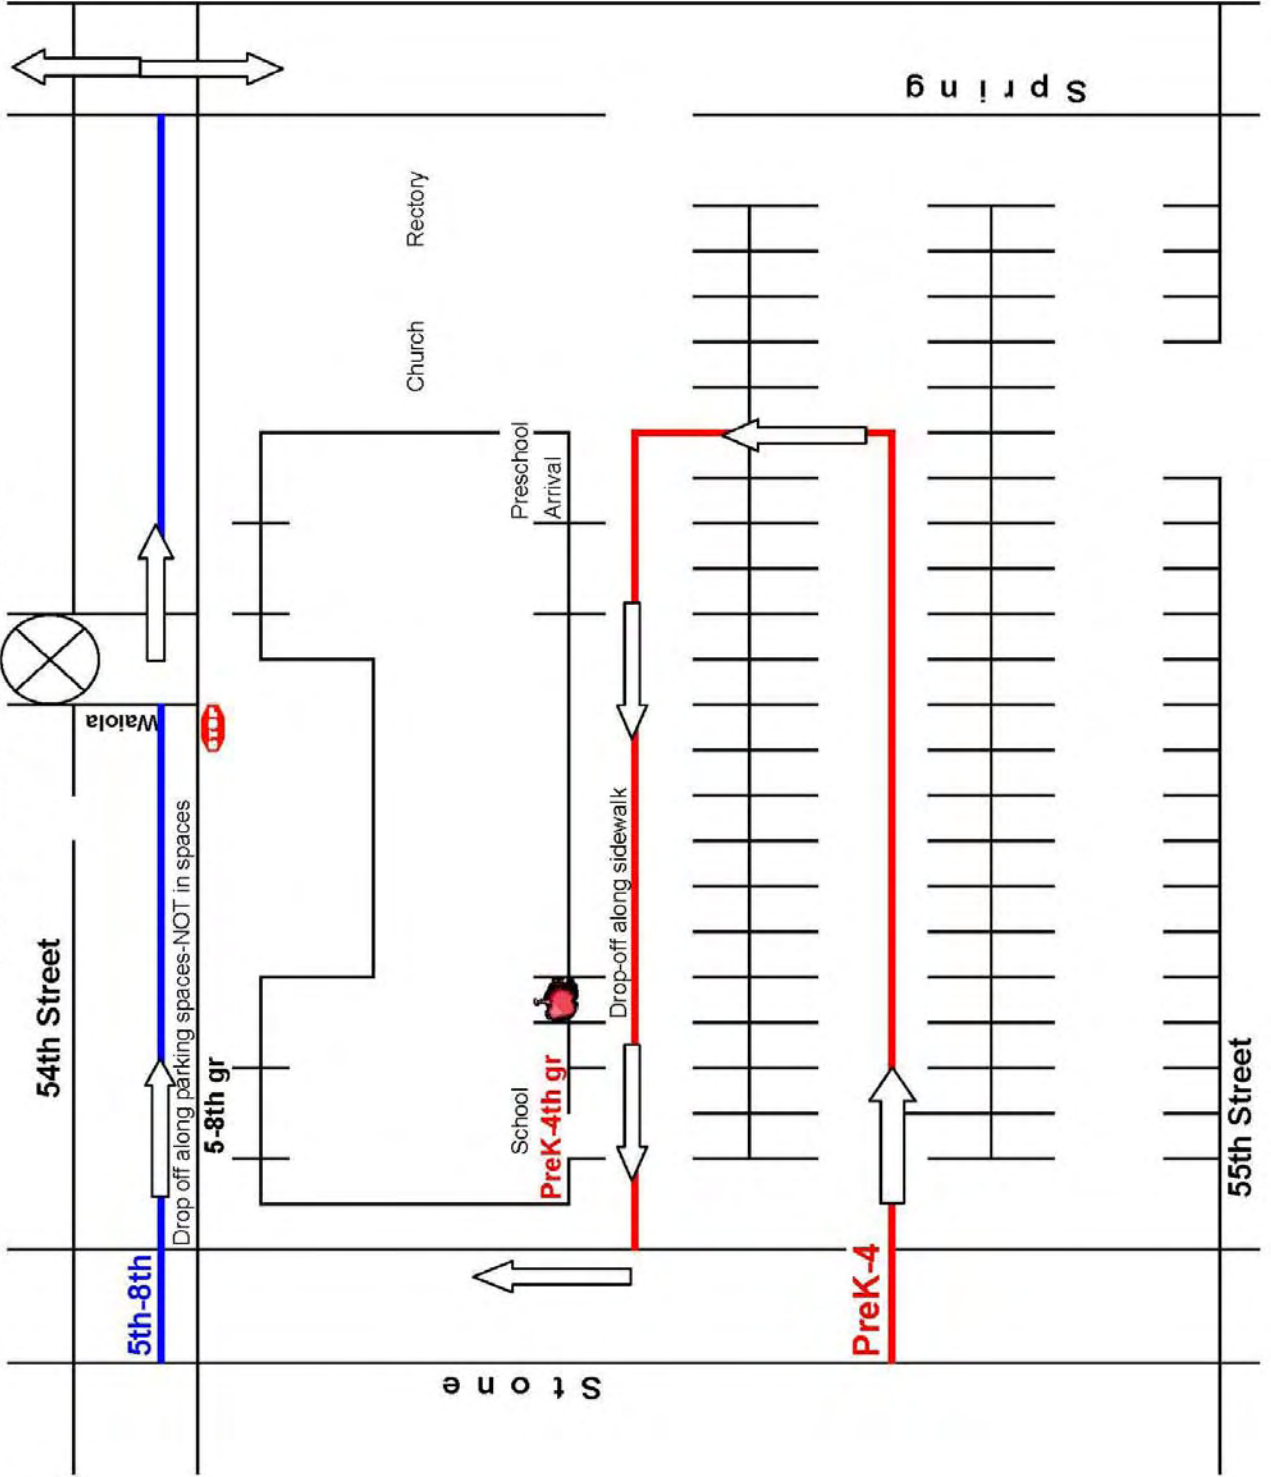 Spring
Church Rectory
Preschool
Arrival
Waiola
54th Street
Drop off along parking spaces-NOT in spaces
5-8th gr
5th-8th
School
PreK-4th gr
Drop-off along sidewalk
PreK-4
55th Street
Stone